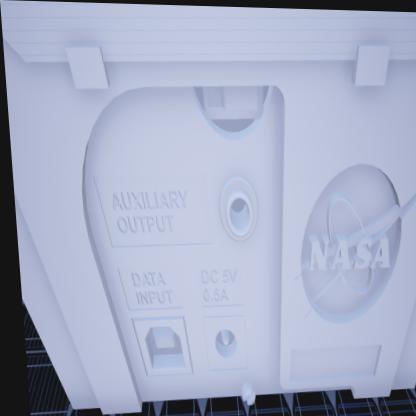 AUXILIARY
OUTPUT
DATA
INPUT
DC 5V
0.5A
NASA